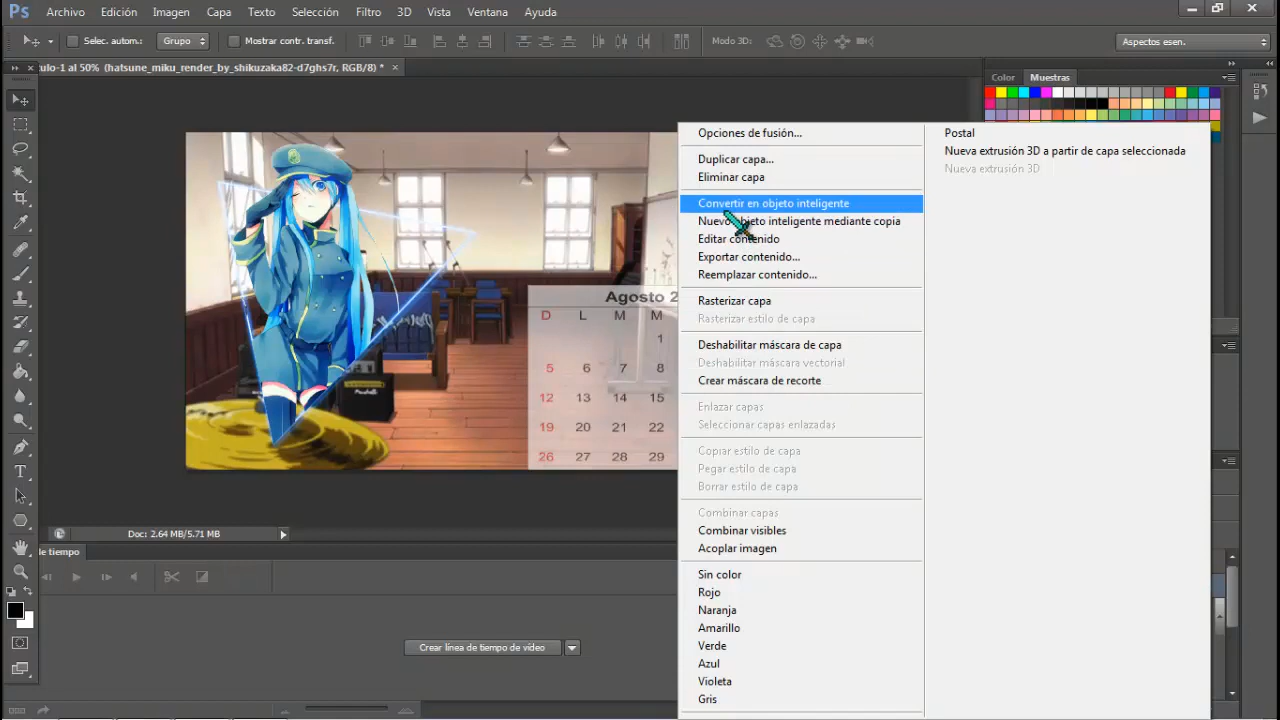 Ps Archivo Edición Imagen Capa Texto Selección Filtro 3D Vista Ventana Ayuda
Selec. autom.: Grupo Mostrar contr. transf. Modo 3D: Aspectos esen.
tulo-1 al 50% (hatsune_miku_render_by_shikuzaka82-d7ghs7r, RGB/8) *
Color Muestras
Opciones de fusión...
Duplicar capa...
Eliminar capa
Convertir en objeto inteligente
Nuevo objeto inteligente mediante copia
Editar contenido
Exportar contenido...
Reemplazar contenido...
Rasterizar capa
Rasterizar estilo de capa
Deshabilitar máscara de capa
Deshabilitar máscara vectorial
Crear máscara de recorte
Enlazar capas
Seleccionar capas enlazadas
Copiar estilo de capa
Pegar estilo de capa
Borrar estilo de capa
Combinar capas
Combinar visibles
Acoplar imagen
Sin color
Rojo
Naranja
Amarillo
Verde
Azul
Violeta
Gris
Postal
Nueva extrusión 3D a partir de capa seleccionada
Nueva extrusión 3D
Agosto 2
D L M M
1
5 6 7 8
12 13 14 15
19 20 21 22
26 27 28 29
Doc: 2.64 MB/5.71 MB
de tiempo
Crear línea de tiempo de vídeo